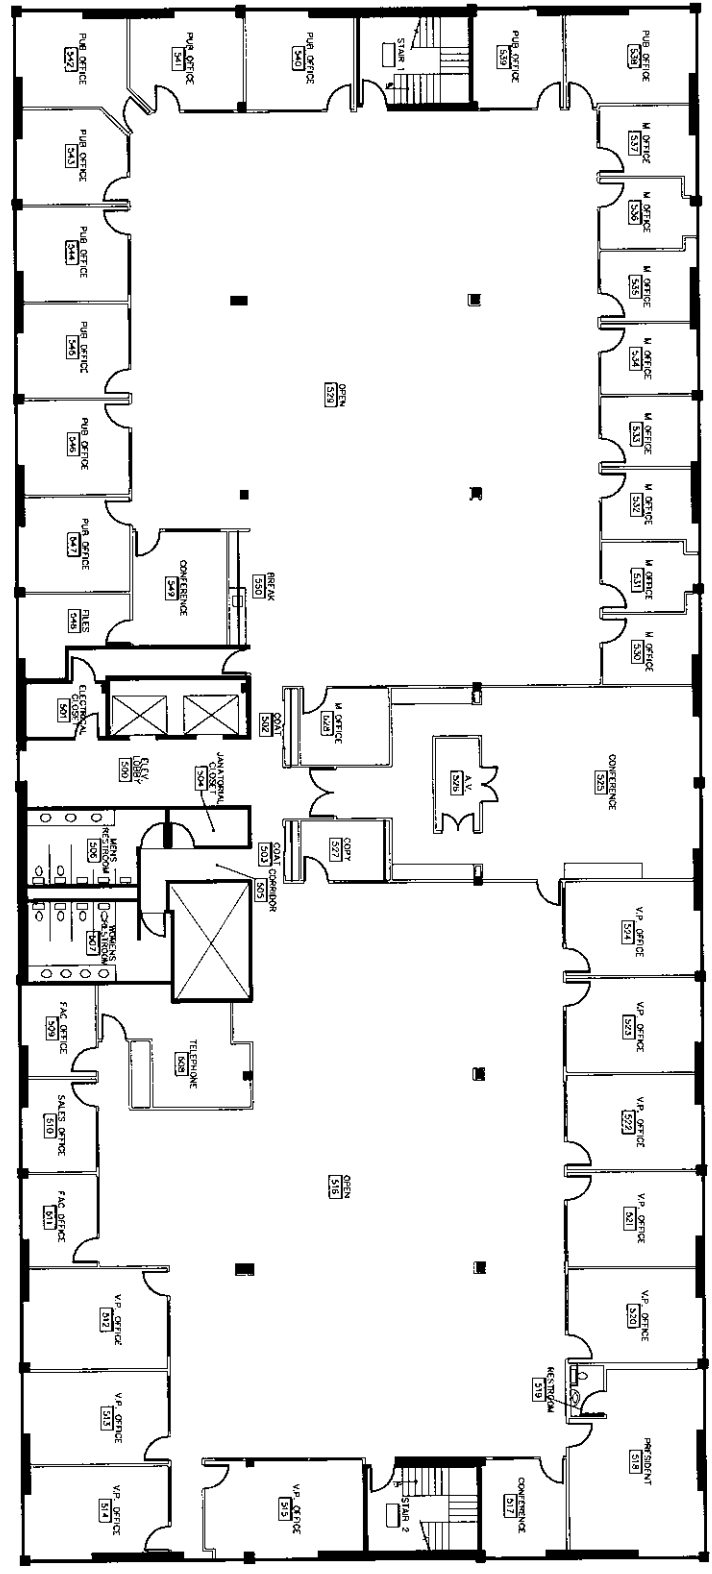 PUB OFFICE
542
PUB OFFICE
541
PUB OFFICE
540
STAIR 1
PUB OFFICE
539
PUB OFFICE
538
PUB OFFICE
543
M OFFICE
537
PUB OFFICE
544
M OFFICE
536
M OFFICE
535
PUB OFFICE
545
M OFFICE
534
OPEN
529
PUB OFFICE
546
M OFFICE
533
M OFFICE
532
PUB OFFICE
547
M OFFICE
531
FILES
548
CONFERENCE
549
BREAK
550
M OFFICE
530
ELECTRICAL
CLOSET
501
COAT
502
M OFFICE
528
ELEV.
LOBBY
500
JANATORIAL
CLOSET
504
A.V.
526
CONFERENCE
525
MEN'S
RESTROOM
506
COAT
503
COPY
527
CORRIDOR
505
WOMEN'S
RESTROOM
507
V.P. OFFICE
524
FAC OFFICE
509
TELEPHONE
508
V.P. OFFICE
523
SALES OFFICE
510
V.P. OFFICE
522
FAC OFFICE
511
OPEN
516
V.P. OFFICE
521
V.P. OFFICE
512
V.P. OFFICE
520
V.P. OFFICE
513
RESTROOM
519
PRESIDENT
518
V.P. OFFICE
514
V.P. OFFICE
515
STAIR 2
CONFERENCE
517